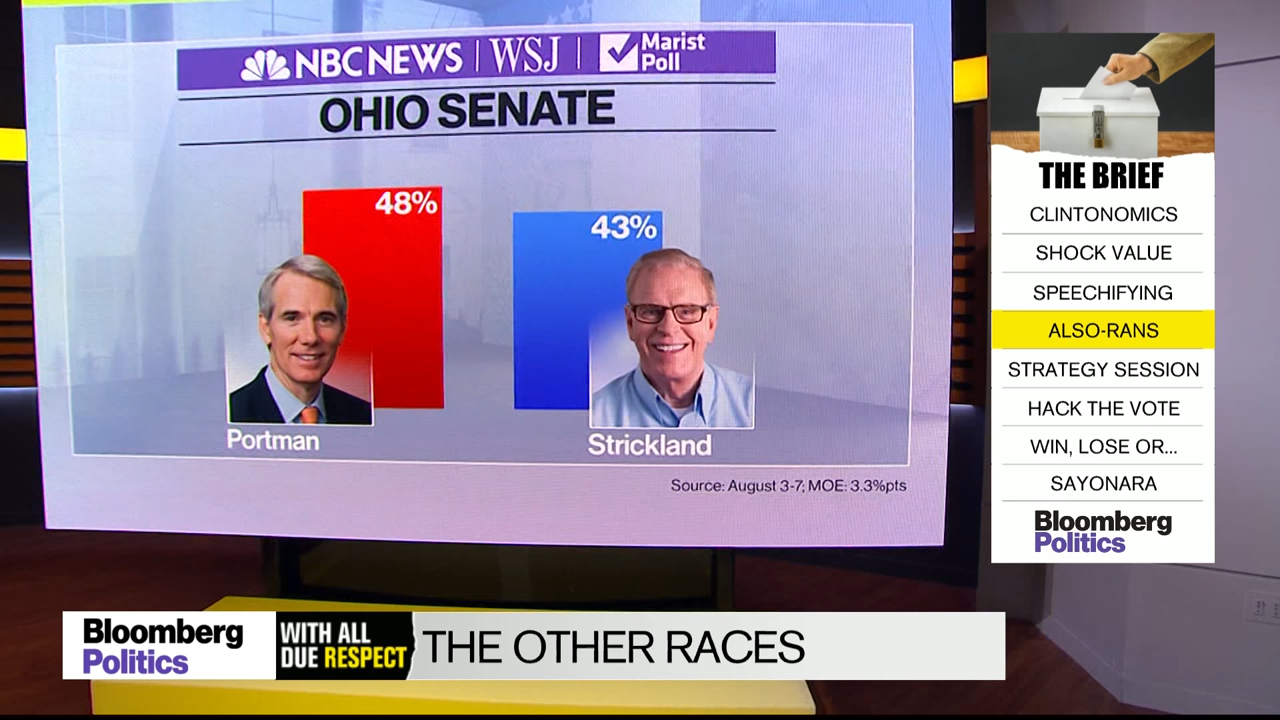 NBC NEWS | WSJ | Marist Poll
OHIO SENATE
48%
43%
Portman
Strickland
Source: August 3-7; MOE: 3.3%pts
THE BRIEF
CLINTONOMICS
SHOCK VALUE
SPEECHIFYING
ALSO-RANS
STRATEGY SESSION
HACK THE VOTE
WIN, LOSE OR...
SAYONARA
Bloomberg
Politics
Bloomberg
Politics
WITH ALL
DUE RESPECT
THE OTHER RACES